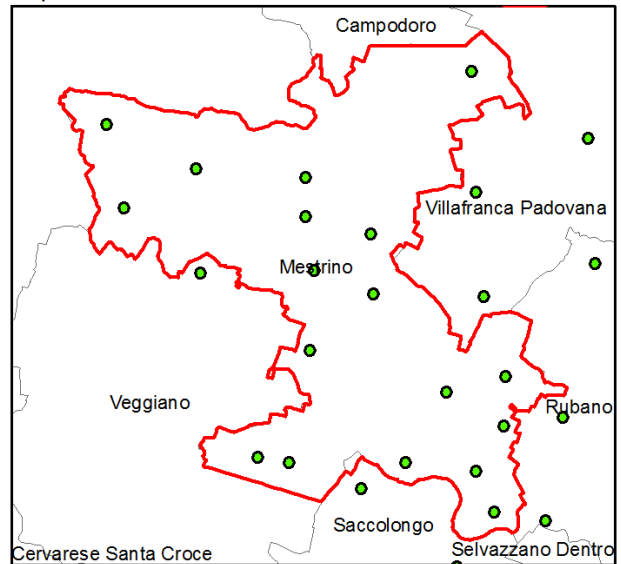 Campodoro
Villafranca Padovana
Mestrino
Veggiano
Rubano
Saccolongo
Cervarese Santa Croce
Selvazzano Dentro